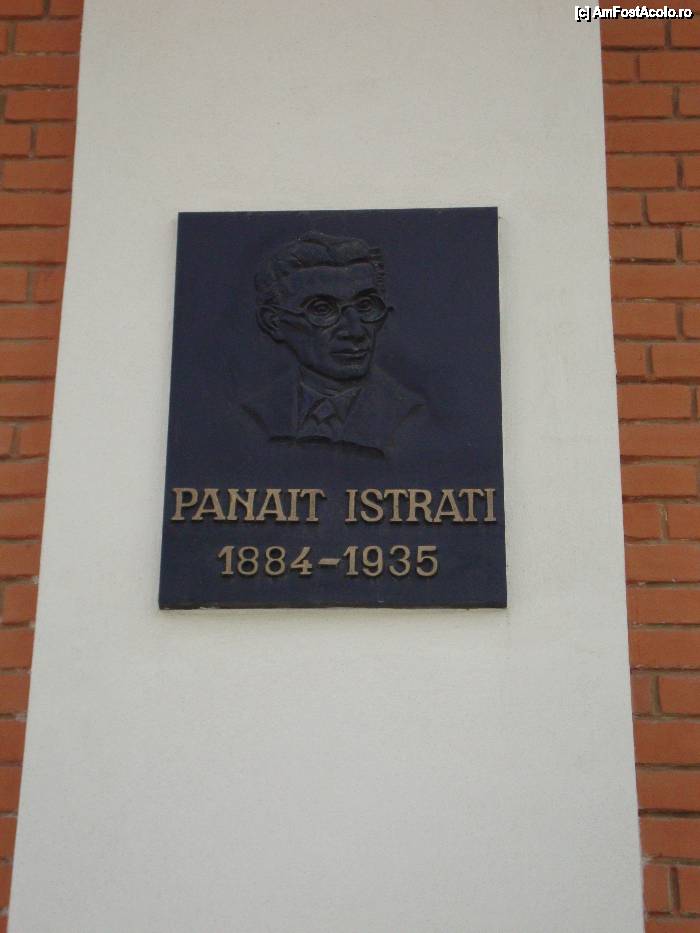 [c] AmFostAcolo.ro
PANAIT ISTRATI
1884-1935